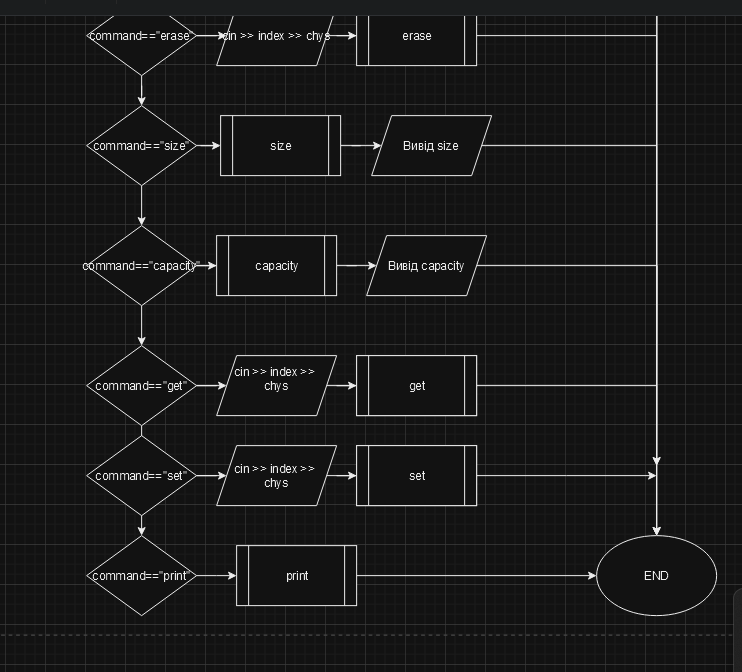 command=="erase"
cin >> index >> chys
erase
command=="size"
size
Вивід size
command=="capacity"
capacity
Вивід capacity
command=="get"
cin >> index >>
chys
get
command=="set"
cin >> index >>
chys
set
command=="print"
print
END